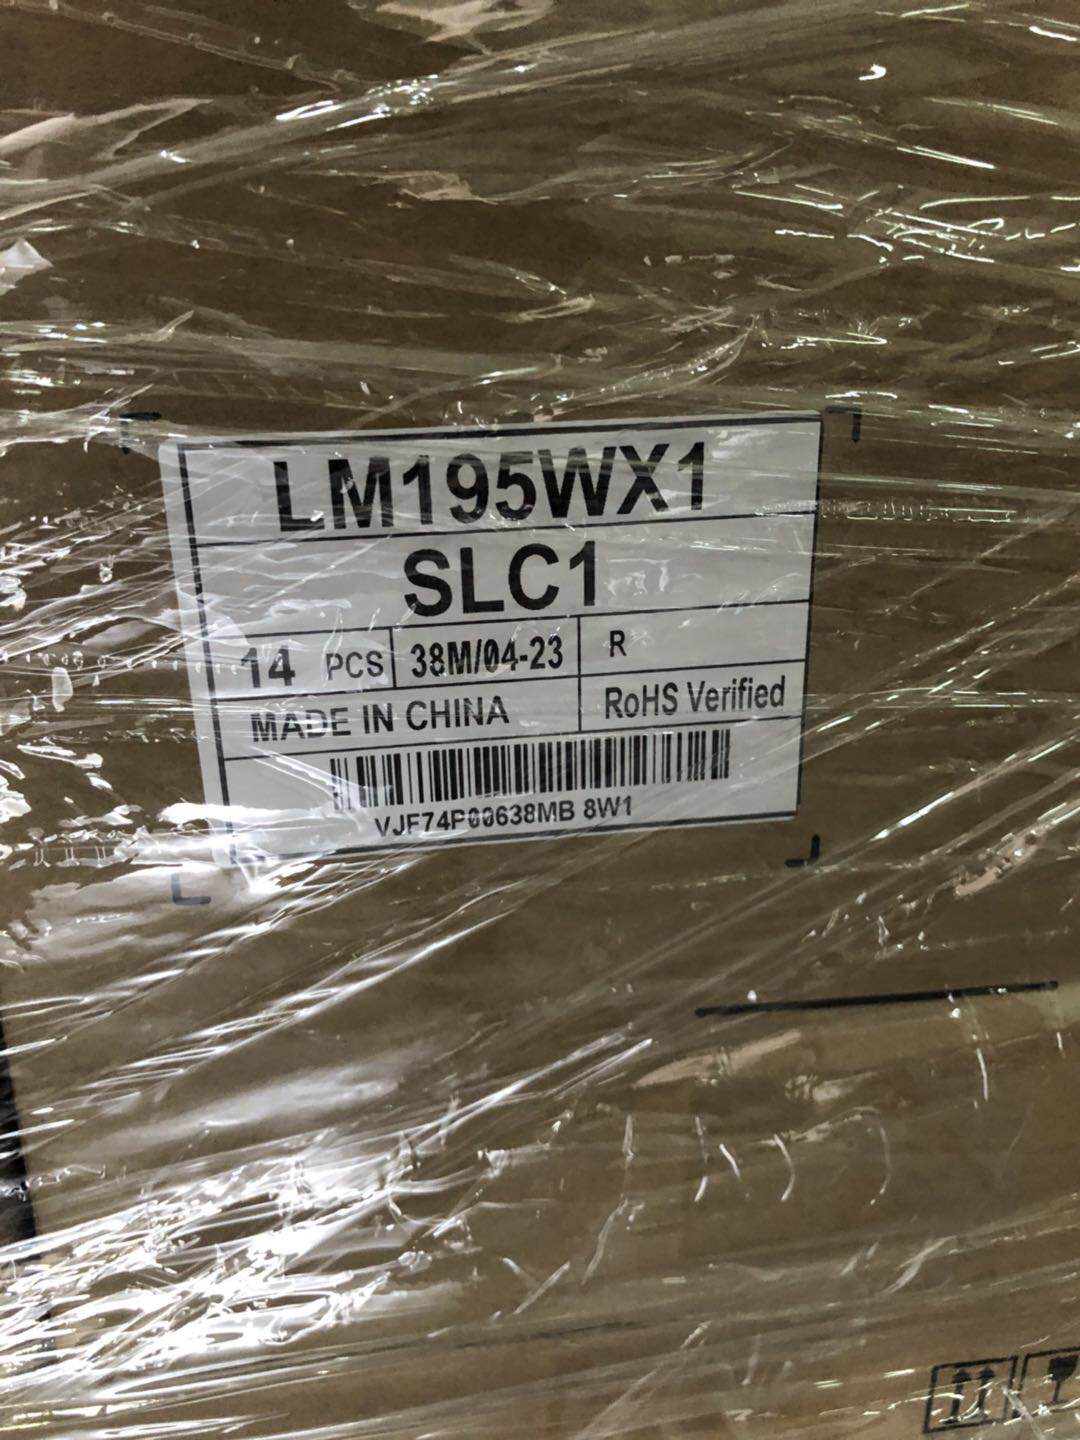 LM195WX1
SLC1
14 PCS 38M/04-23 R
MADE IN CHINA RoHS Verified
VJF74P00638MB 8W1